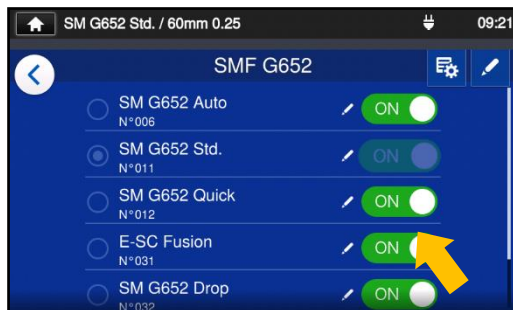 SM G652 Std. / 60mm 0.25 09:21
SMF G652
SM G652 Auto ON
N°006
SM G652 Std. ON
N°011
SM G652 Quick ON
N°012
E-SC Fusion ON
N°031
SM G652 Drop ON
N°032